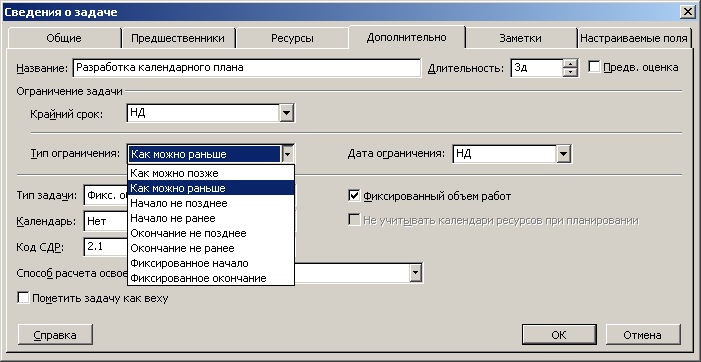 Сведения о задаче
Общие Предшественники Ресурсы Дополнительно Заметки Настраиваемые поля
Название: Разработка календарного плана Длительность: 3д Предв. оценка
Ограничение задачи
Крайний срок: НД
Тип ограничения: Как можно раньше Дата ограничения: НД
Как можно позже
Как можно раньше
Начало не позднее
Начало не ранее
Окончание не позднее
Окончание не ранее
Фиксированное начало
Фиксированное окончание
Тип задачи: Фикс. о Фиксированный объем работ
Календарь: Нет Не учитывать календари ресурсов при планировании
Код СДР: 2.1
Способ расчета освое
Пометить задачу как веху
Справка ОК Отмена